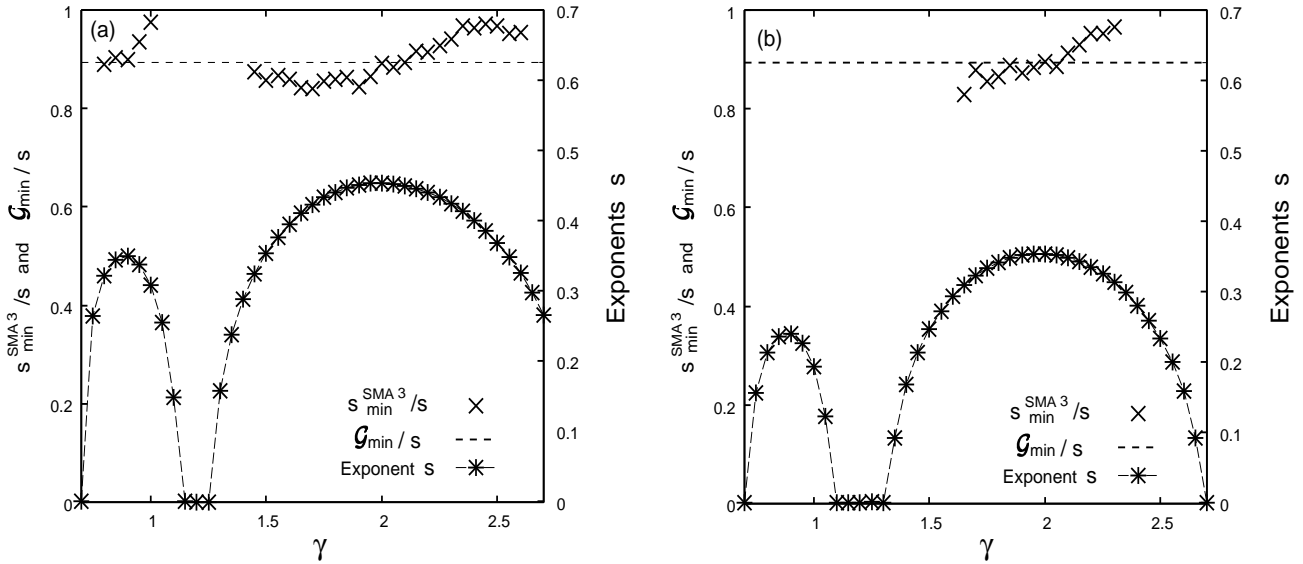 (a)
1
0.8
0.6
0.4
0.2
0
0.7
0.6
0.5
0.4
0.3
0.2
0.1
0
1
1.5
2
2.5
γ
s min SMA 3 /s and 𝓖min / s
Exponents s
s min SMA 3 /s
𝓖min / s
Exponent s
(b)
1
0.8
0.6
0.4
0.2
0
0.7
0.6
0.5
0.4
0.3
0.2
0.1
0
1
1.5
2
2.5
γ
s min SMA 3 /s and 𝓖min / s
Exponents s
s min SMA 3 /s
𝓖min / s
Exponent s